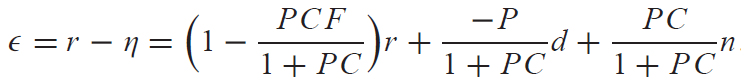 ϵ = r − η = (1 − PCF / (1 + PC)) r + −P / (1 + PC) d + PC / (1 + PC) n.